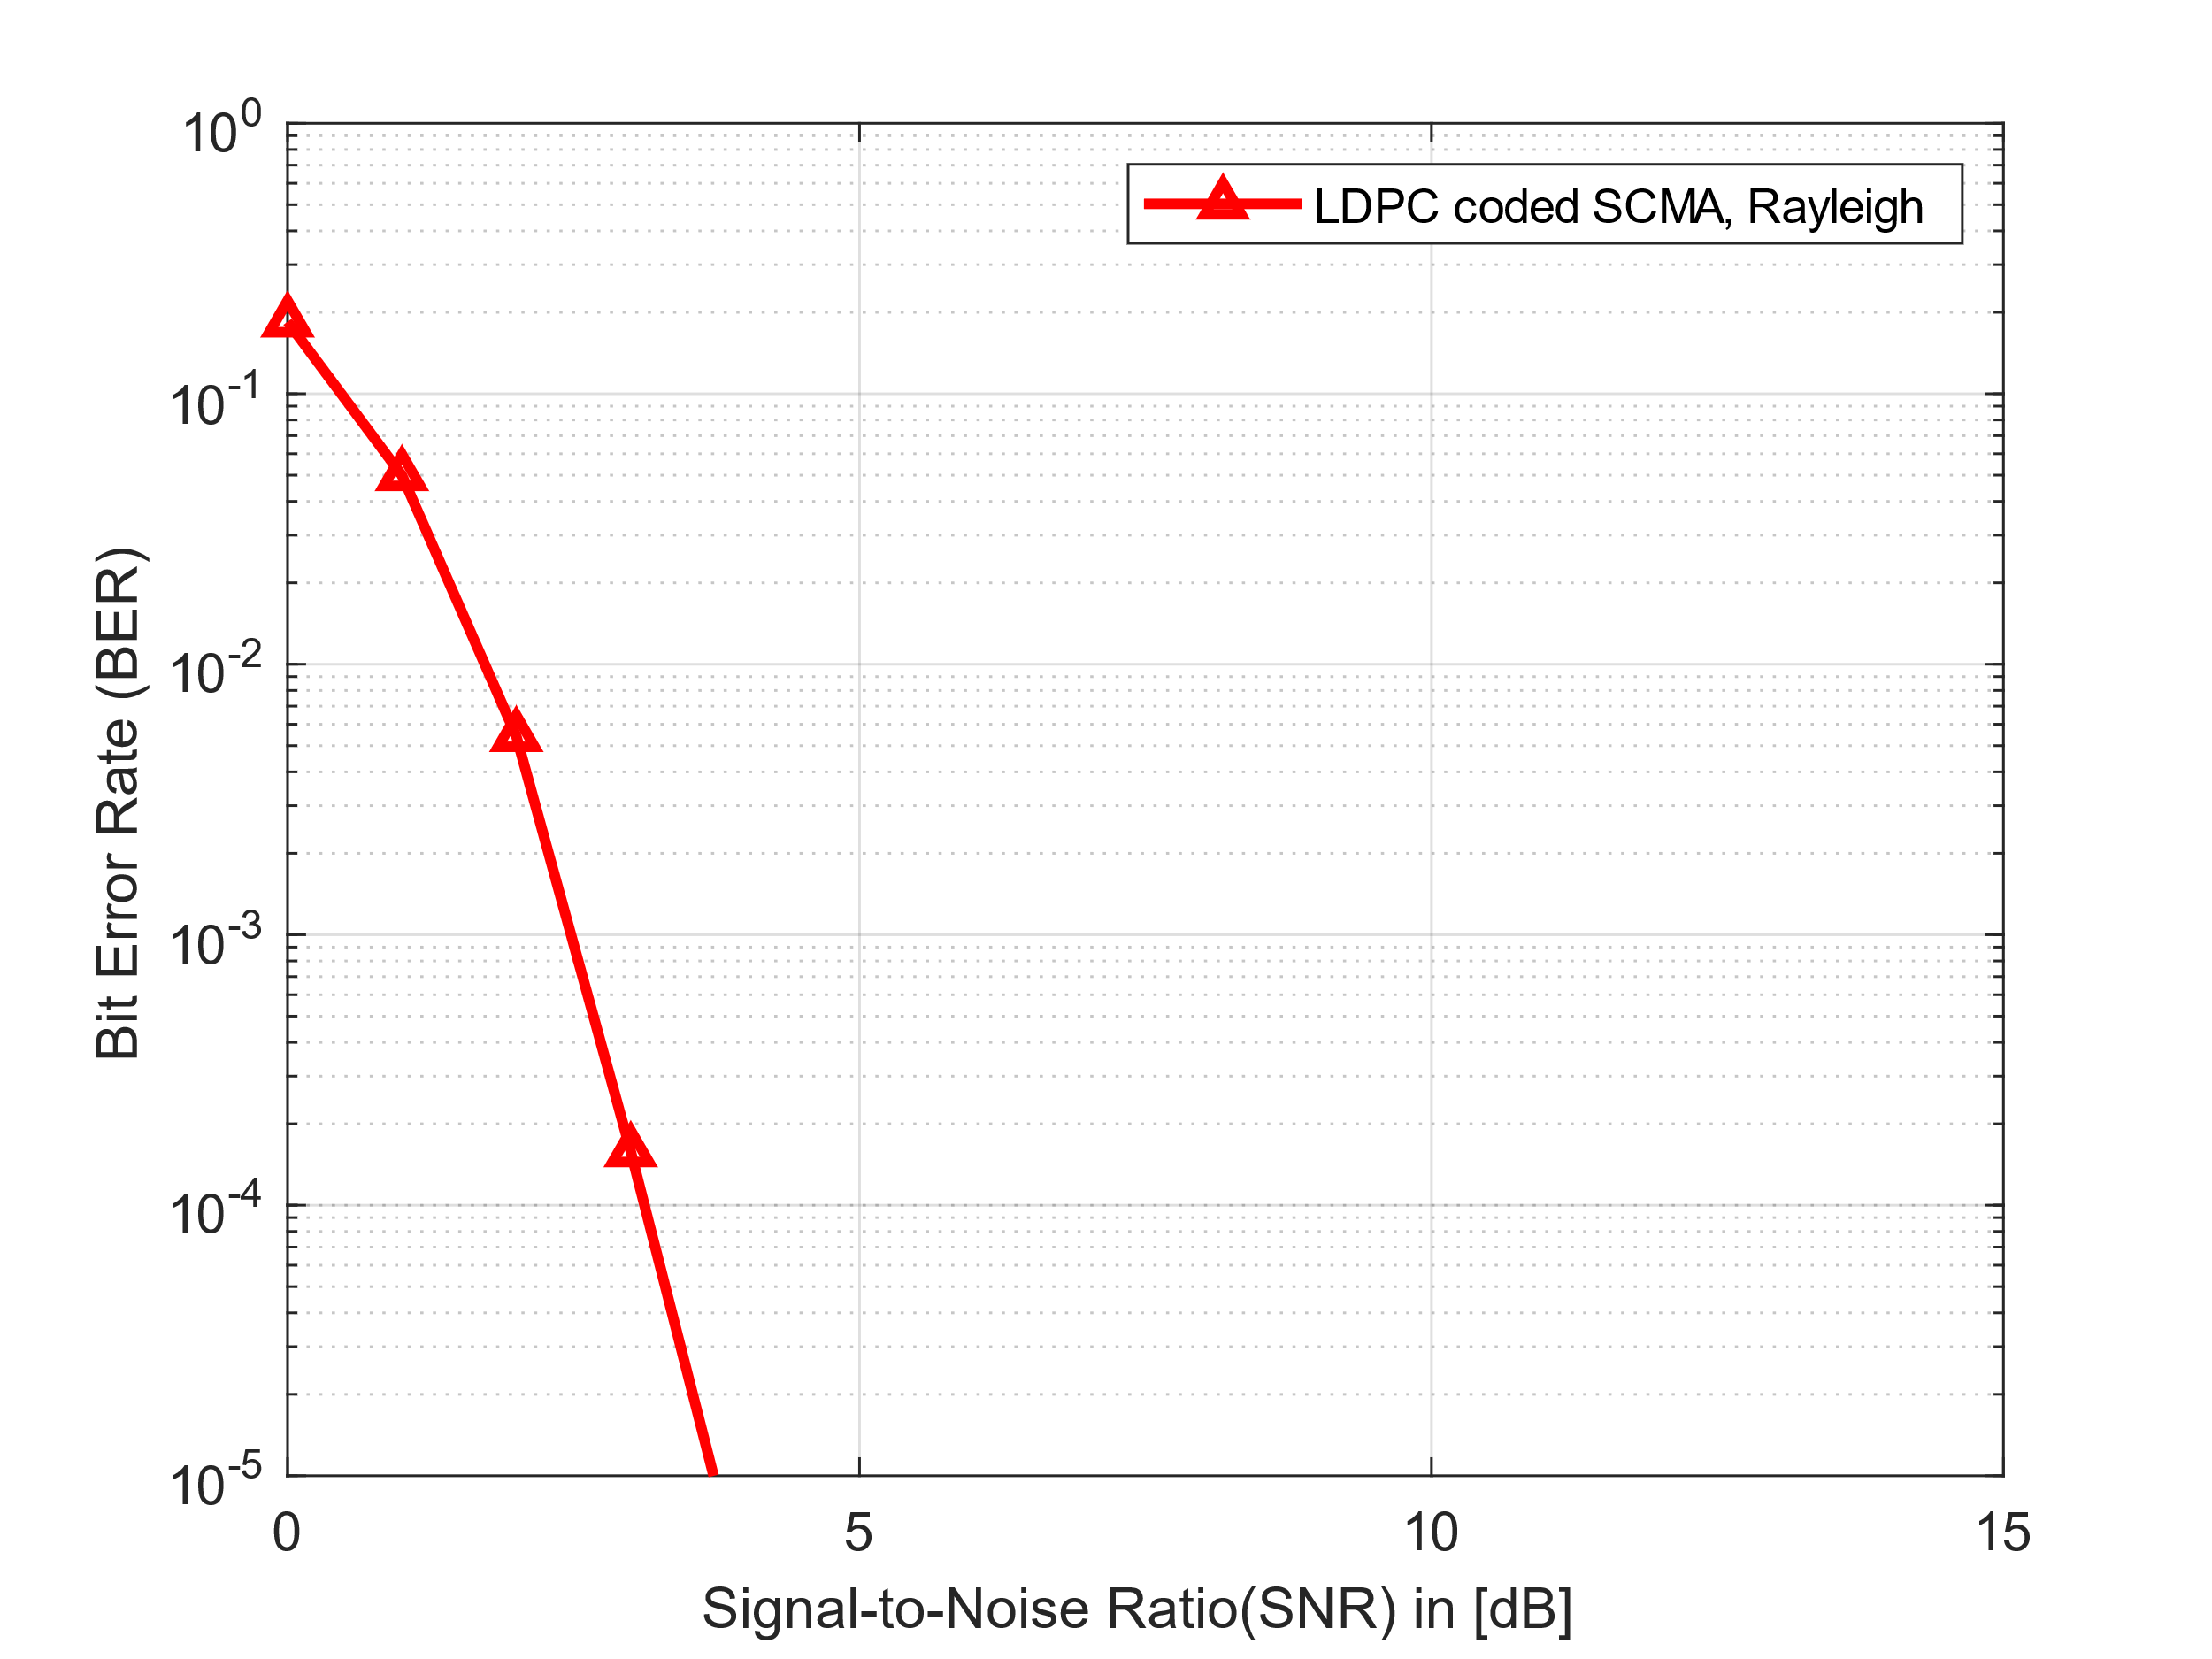 10^0
LDPC coded SCMA, Rayleigh
10^-1
10^-2
10^-3
10^-4
10^-5
Bit Error Rate (BER)
0 5 10 15
Signal-to-Noise Ratio(SNR) in [dB]